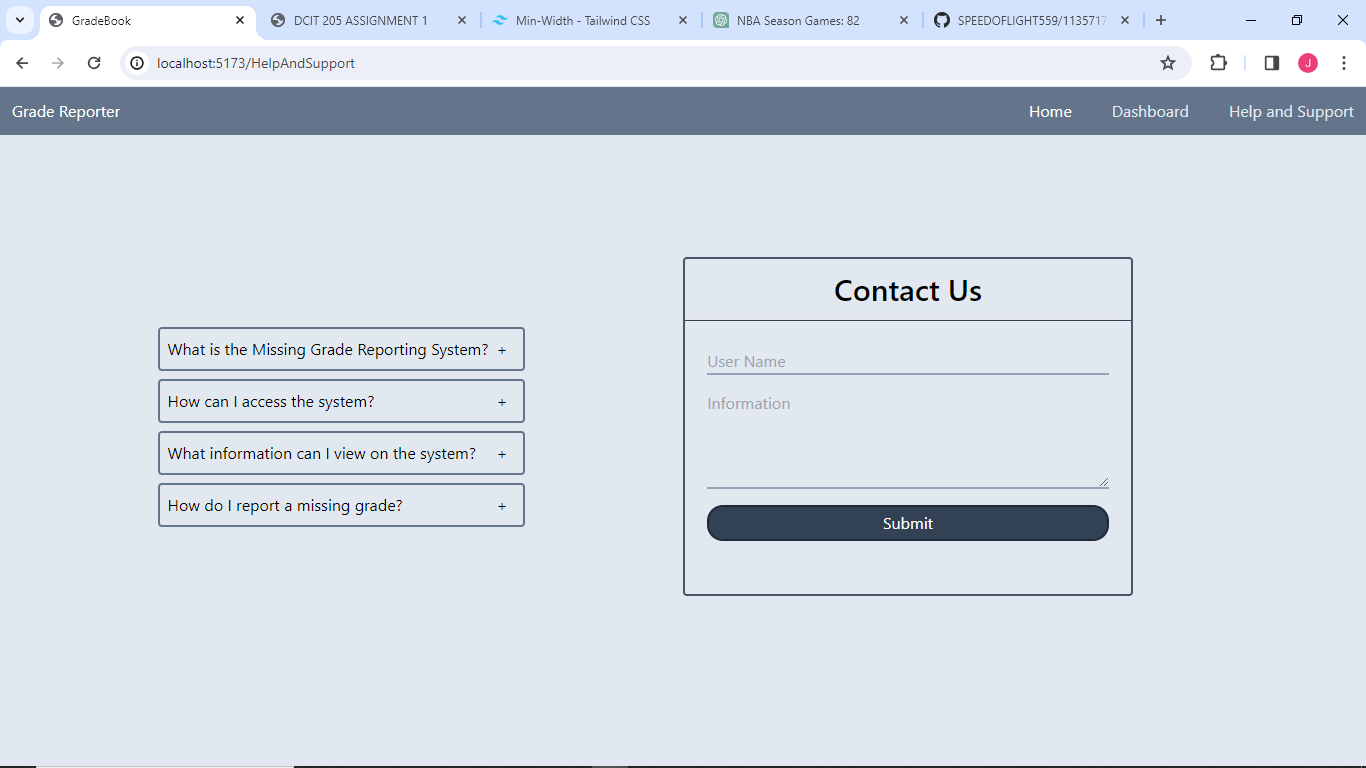 GradeBook
DCIT 205 ASSIGNMENT 1
Min-Width - Tailwind CSS
NBA Season Games: 82
SPEEDOFLIGHT559/1135717
localhost:5173/HelpAndSupport
J
Grade Reporter
Home
Dashboard
Help and Support
What is the Missing Grade Reporting System? +
How can I access the system? +
What information can I view on the system? +
How do I report a missing grade? +
Contact Us
User Name
Information
Submit